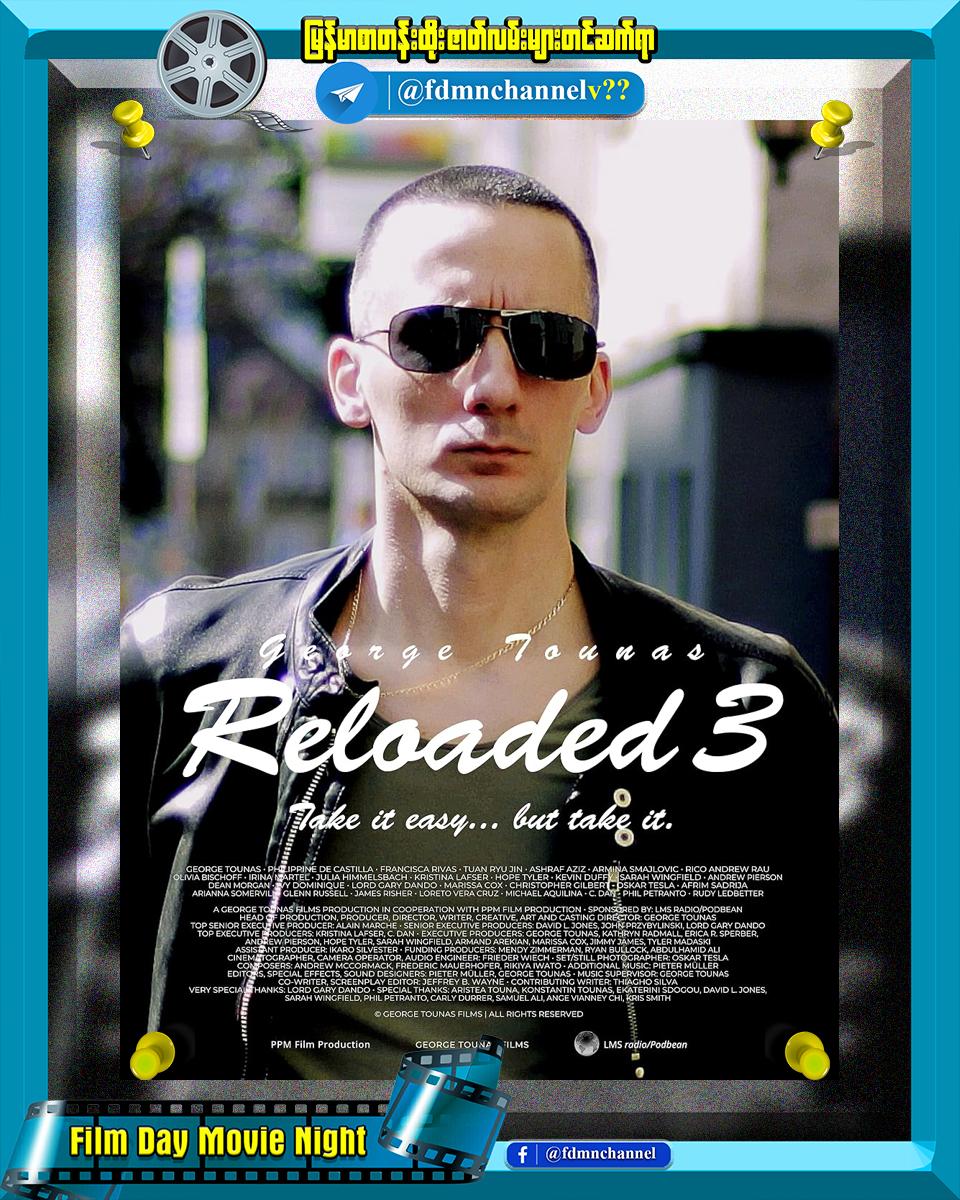 မြန်မာစာတန်းထိုးဇာတ်လမ်းများတင်ဆက်ရာ
@fdmnchannelv??
George Tounas
Reloaded 3
Take it easy... but take it.
GEORGE TOUNAS • PHILIPPINE DE CASTILLA • FRANCISCA RIVAS • TUAN RYU JIN • ASHRAF AZIZ • ARMINA SMAJLOVIC • RICO ANDREW RAU
OLIVIA BISCHOFF • IRINA MARTEL • JULIA HIMMELSBACH • KRISTINA LAFSER • HOPE TYLER • KEVIN DUFFY • SARAH WINGFIELD • ANDREW PIERSON
DEAN MORGAN • IVY DOMINIQUE • LORD GARY DANDO • MARISSA COX • CHRISTOPHER GILBERT • OSKAR TESLA • AFRIM SADRIJA
ARIANNA SOMERVILLE • GLENN RUSSELL • JAMES RISHER • LORETO VERA CRUZ • MICHAEL AQUILINA • C. DAN • PHIL PETRANTO • RUDY LEDBETTER
A GEORGE TOUNAS FILMS PRODUCTION IN COOPERATION WITH PPM FILM PRODUCTION • SPONSORED BY: LMS RADIO/PODBEAN
HEAD OF PRODUCTION, PRODUCER, DIRECTOR, WRITER, CREATIVE, ART AND CASTING DIRECTOR: GEORGE TOUNAS
TOP SENIOR EXECUTIVE PRODUCER: ALAIN MARCHE • SENIOR EXECUTIVE PRODUCERS: DAVID L. JONES, JOHN PRZYBYLINSKI, LORD GARY DANDO
TOP EXECUTIVE PRODUCERS: KRISTINA LAFSER, C. DAN • EXECUTIVE PRODUCERS: GEORGE TOUNAS, KATHRYN RADMALL, ERICA R. SPERBER,
ANDREW PIERSON, HOPE TYLER, SARAH WINGFIELD, ARMAND AREKIAN, MARISSA COX, JIMMY JAMES, TYLER MADASKI
ASSISTANT PRODUCER: IKARO SILVESTER • FUNDING PRODUCERS: MENDY ZIMMERMAN, RYAN BULLOCK, ABDULHAMID ALI
CINEMATOGRAPHER, CAMERA OPERATOR, AUDIO ENGINEER: FRIEDER WIECH • SET/STILL PHOTOGRAPHER: OSKAR TESLA
COMPOSERS: ANDREW MCCORMACK, FREDERIC MAUERHOFER, RIKIYA IWATO • ADDITIONAL MUSIC: PIETER MÜLLER
EDITORS, SPECIAL EFFECTS, SOUND DESIGNERS: PIETER MÜLLER, GEORGE TOUNAS • MUSIC SUPERVISOR: GEORGE TOUNAS
CO-WRITER, SCREENPLAY EDITOR: JEFFREY B. WAYNE • CONTRIBUTING WRITER: THIAGHO SILVA
VERY SPECIAL THANKS: LORD GARY DANDO • SPECIAL THANKS: ARISTEA TOUNA, KONSTANTIN TOUNAS, EKATERINI SDOGOU, DAVID L. JONES,
SARAH WINGFIELD, PHIL PETRANTO, CARLY DURRER, SAMUEL ALI, ANGE VIANNEY CHI, KRIS SMITH
© GEORGE TOUNAS FILMS | ALL RIGHTS RESERVED
PPM Film Production GEORGE TOUNAS FILMS LMS radio/Podbean
Film Day Movie Night
@fdmnchannel